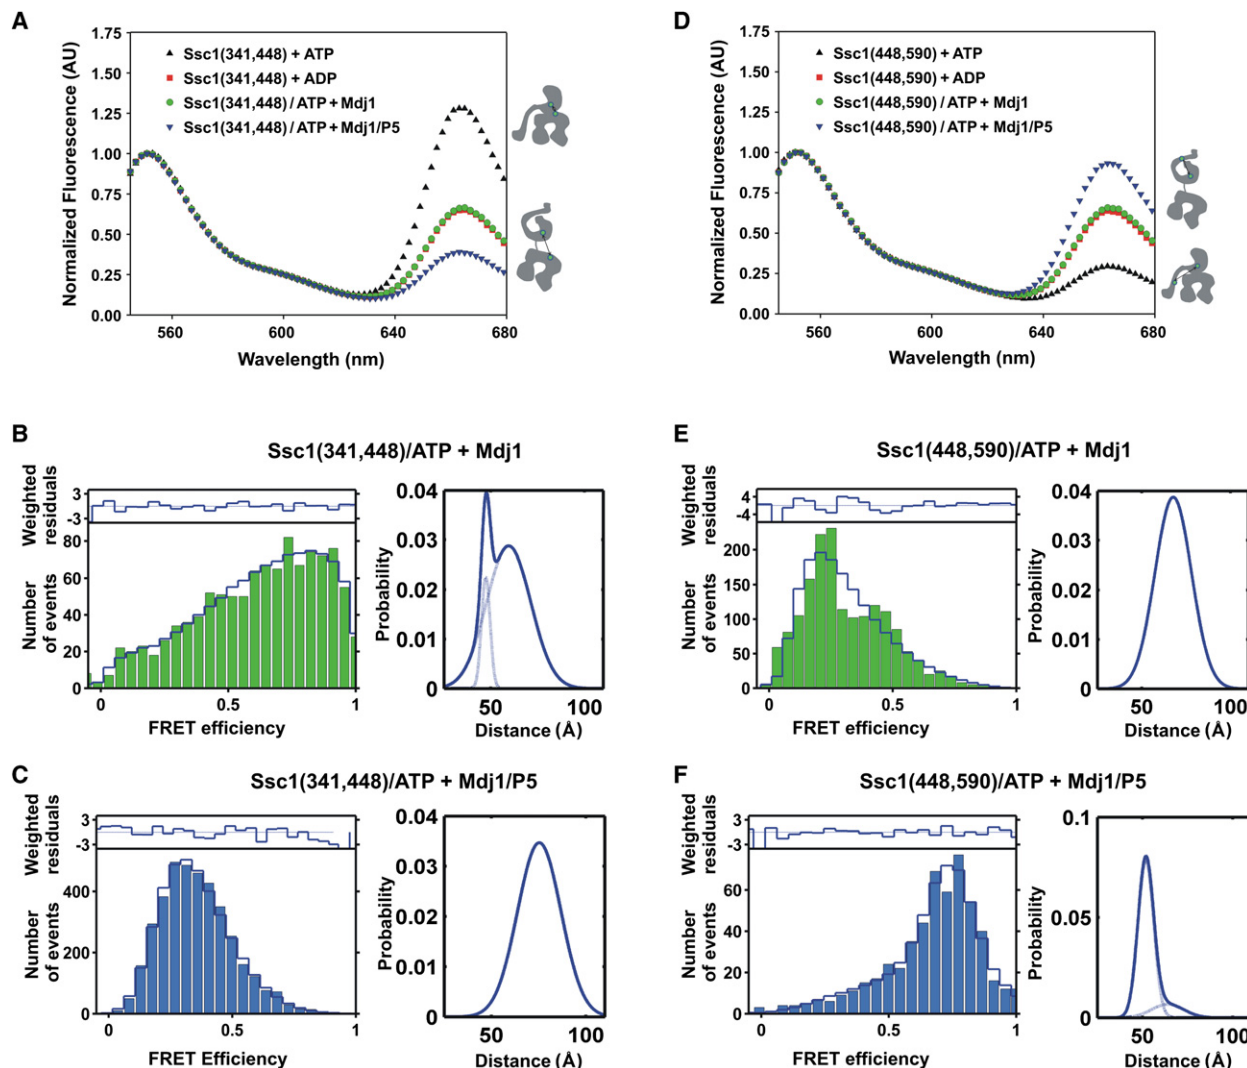 A
Normalized Fluorescence (AU)
1.75
1.50
1.25
1.00
0.75
0.50
0.25
0.00
Ssc1(341,448) + ATP
Ssc1(341,448) + ADP
Ssc1(341,448) / ATP + Mdj1
Ssc1(341,448) / ATP + Mdj1/P5
560
600
640
680
Wavelength (nm)
D
Normalized Fluorescence (AU)
1.75
1.50
1.25
1.00
0.75
0.50
0.25
0.00
Ssc1(448,590) + ATP
Ssc1(448,590) + ADP
Ssc1(448,590) / ATP + Mdj1
Ssc1(448,590) / ATP + Mdj1/P5
560
600
640
680
Wavelength (nm)
B
Ssc1(341,448)/ATP + Mdj1
Weighted
residuals
3
-3
Number
of events
80
60
40
20
0
0
0.5
1
FRET efficiency
Probability
0.04
0.03
0.02
0.01
0
50
100
Distance (Å)
E
Ssc1(448,590)/ATP + Mdj1
Weighted
residuals
4
-4
Number
of events
200
150
100
50
0
0
0.5
1
FRET efficiency
Probability
0.04
0.03
0.02
0.01
0
50
100
Distance (Å)
C
Ssc1(341,448)/ATP + Mdj1/P5
Weighted
residuals
3
-3
Number
of events
400
200
0
0
0.5
1
FRET Efficiency
Probability
0.04
0.03
0.02
0.01
0
50
100
Distance (Å)
F
Ssc1(448,590)/ATP + Mdj1/P5
Weighted
residuals
3
-3
Number
of events
60
40
20
0
0
0.5
1
FRET efficiency
Probability
0.1
0.05
0
50
100
Distance (Å)